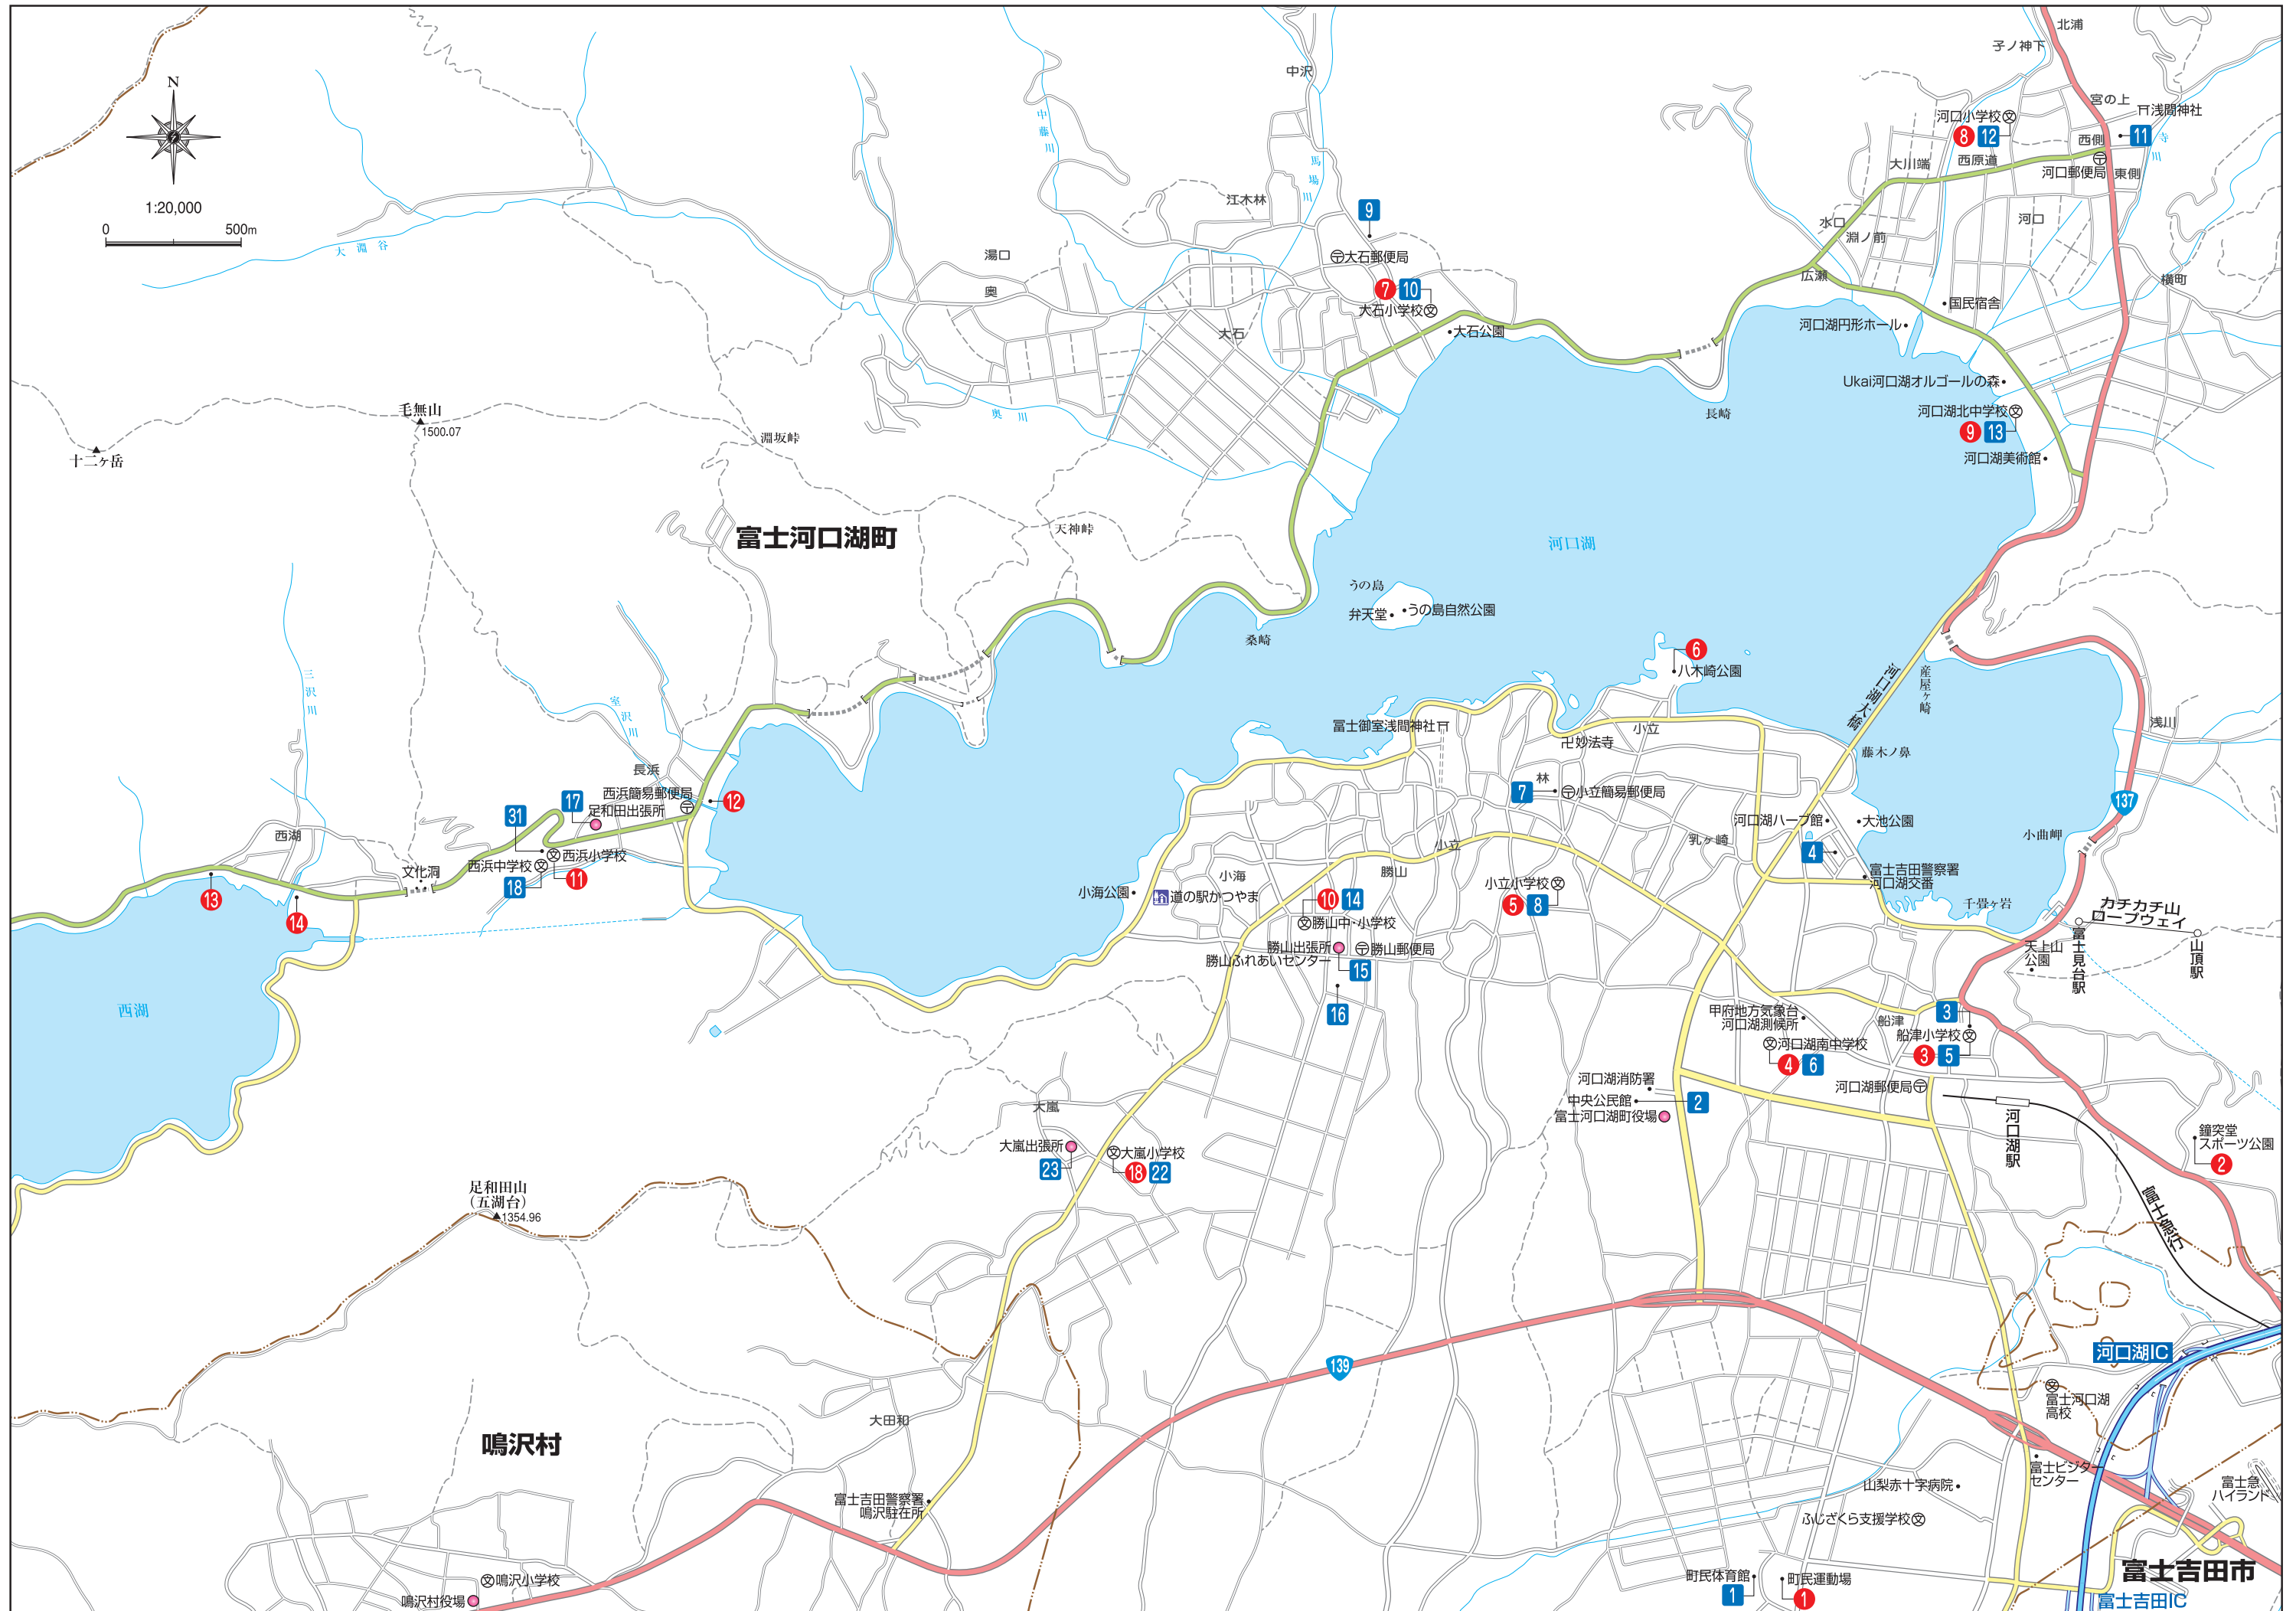 N
1:20,000
0 500m
北浦
子ノ神下
宮の上
浅間神社
河口小学校
8 12
11
西側
寺川
大川端
西原道
河口郵便局
東側
中沢
中藤川
馬場川
江木林
9
大石郵便局
7 10
大石小学校
大石公園
湯口
奥
大石
大淵谷
水口
淵ノ前
河口
広瀬
横町
国民宿舎
河口湖円形ホール
Ukai河口湖オルゴールの森
河口湖北中学校
9 13
河口湖美術館
長崎
奥川
毛無山
1500.07
十二ヶ岳
淵坂峠
富士河口湖町
天神峠
河口湖
うの島
弁天堂
うの島自然公園
桑崎
6
八木崎公園
河口湖大橋
産屋ヶ崎
三沢川
室沢川
富士御室浅間神社
妙法寺
小立
藤木ノ鼻
浅川
長浜
西浜簡易郵便局
12
17
足和田出張所
31
林
7
小立簡易郵便局
137
河口湖ハーブ館
大池公園
小曲岬
西湖
西浜小学校
西浜中学校
18
11
文化洞
小立
乳ヶ崎
4
富士吉田警察署
河口湖交番
13
14
小海公園
道の駅かつやま
小海
勝山
10 14
勝山中・小学校
小立小学校
5 8
千畳ヶ岩
カチカチ山
ロープウェイ
勝山出張所
勝山ふれあいセンター
勝山郵便局
15
16
天上山
公園
富士見台駅
山頂駅
西湖
甲府地方気象台
河口湖測候所
船津
3
船津小学校
3 5
河口湖南中学校
4 6
河口湖消防署
中央公民館
2
富士河口湖町役場
河口湖郵便局
河口湖駅
大嵐
大嵐出張所
23
大嵐小学校
18 22
鐘突堂
スポーツ公園
2
足和田山
(五湖台)
1354.96
富士急行
河口湖IC
139
富士河口湖
高校
大田和
鳴沢村
富士吉田警察署
鳴沢駐在所
富士ビジター
センター
富士急
ハイランド
山梨赤十字病院
ふじざくら支援学校
鳴沢小学校
鳴沢村役場
町民体育館
1
町民運動場
1
富士吉田市
富士吉田IC